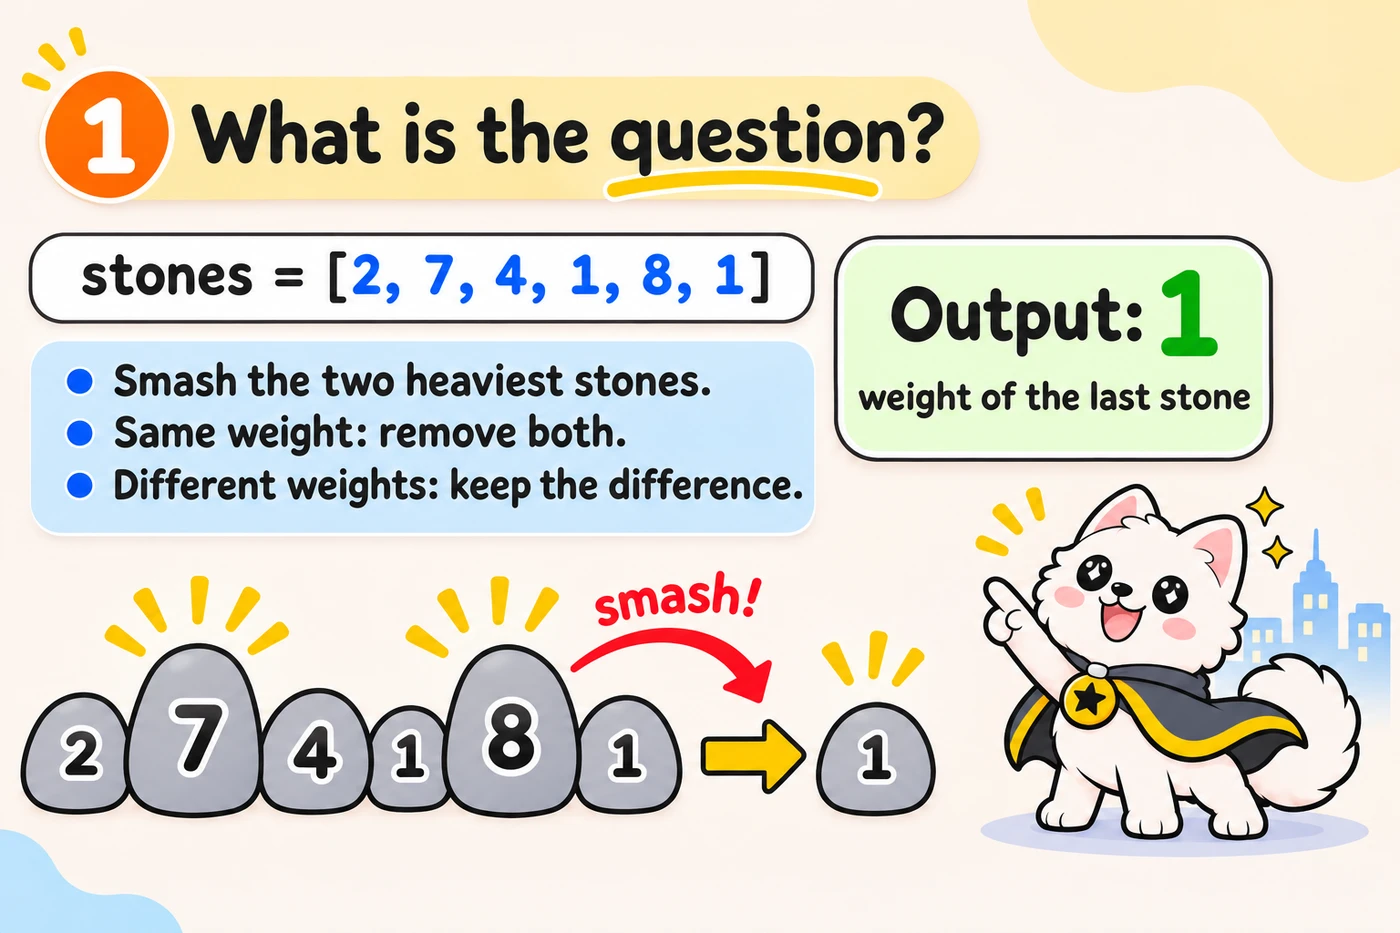 1 What is the question?
stones = [2, 7, 4, 1, 8, 1]
Smash the two heaviest stones.
Same weight: remove both.
Different weights: keep the difference.
Output: 1
weight of the last stone
smash!
2 7 4 1 8 1 1